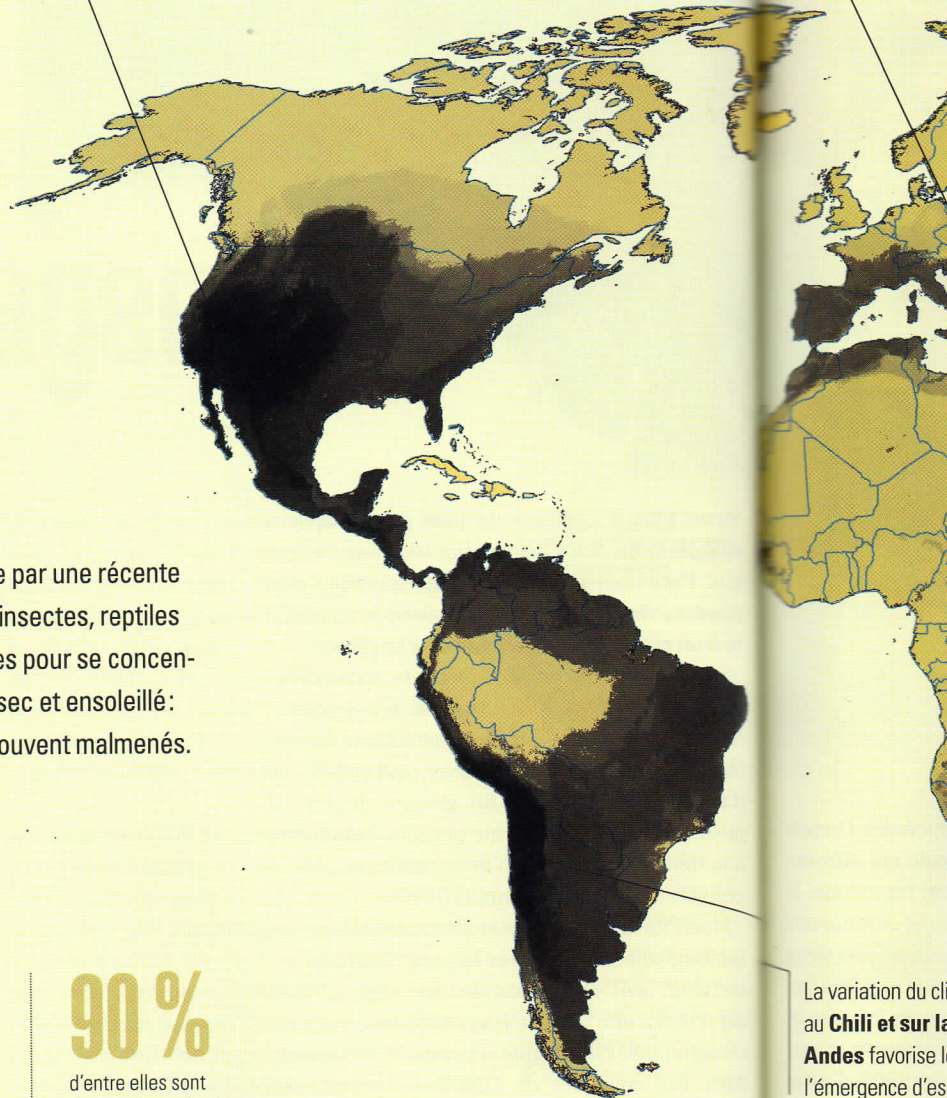 e par une récente
insectes, reptiles
es pour se concen-
sec et ensoleillé :
ouvent malmenés.
90 %
d'entre elles sont
La variation du cli
au Chili et sur la
Andes favorise l
l'émergence d'es